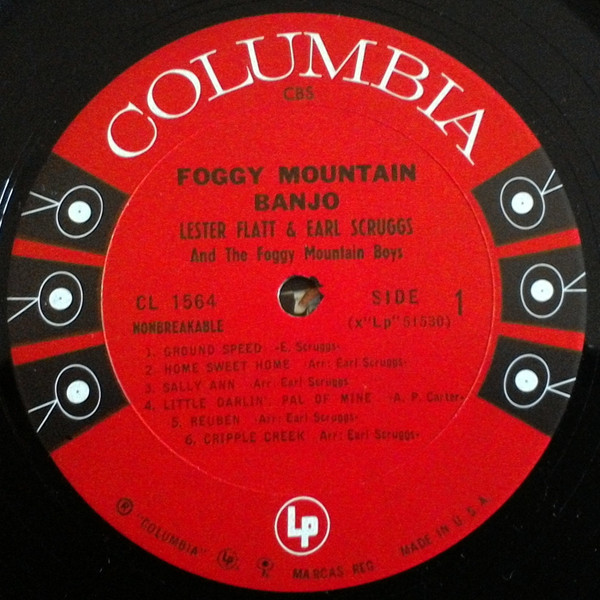 COLUMBIA
CBS
FOGGY MOUNTAIN
BANJO
LESTER FLATT & EARL SCRUGGS
And The Foggy Mountain Boys
CL 1564
NONBREAKABLE
SIDE 1
(x"Lp"51550)
1. GROUND SPEED -E. Scruggs-
2. HOME SWEET HOME -Arr: Earl Scruggs-
3. SALLY ANN -Arr: Earl Scruggs-
4. LITTLE DARLIN', PAL OF MINE -A. P. Carter-
5. REUBEN -Arr: Earl Scruggs-
6. CRIPPLE CREEK -Arr: Earl Scruggs-
Lp
® "COLUMBIA" Lp MARCAS REG. MADE IN U.S.A.